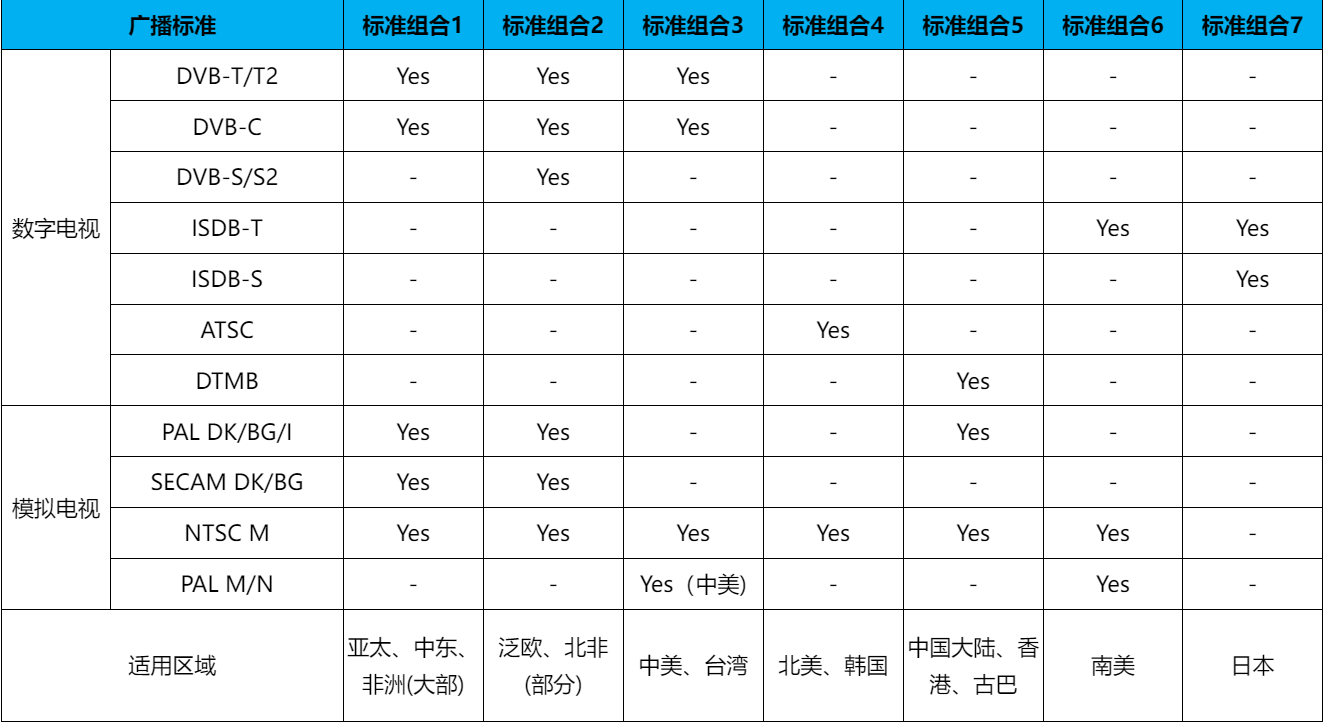 广播标准 标准组合1 标准组合2 标准组合3 标准组合4 标准组合5 标准组合6 标准组合7
数字电视
DVB-T/T2 Yes Yes Yes - - - -
DVB-C Yes Yes Yes - - - -
DVB-S/S2 - Yes - - - - -
ISDB-T - - - - - Yes Yes
ISDB-S - - - - - - Yes
ATSC - - - Yes - - -
DTMB - - - - Yes - -
模拟电视
PAL DK/BG/I Yes Yes - - Yes - -
SECAM DK/BG Yes Yes - - - - -
NTSC M Yes Yes Yes Yes Yes Yes -
PAL M/N - - Yes（中美) - - Yes -
适用区域
亚太、中东、
非洲(大部)
泛欧、北非
(部分)
中美、台湾
北美、韩国
中国大陆、香
港、古巴
南美
日本